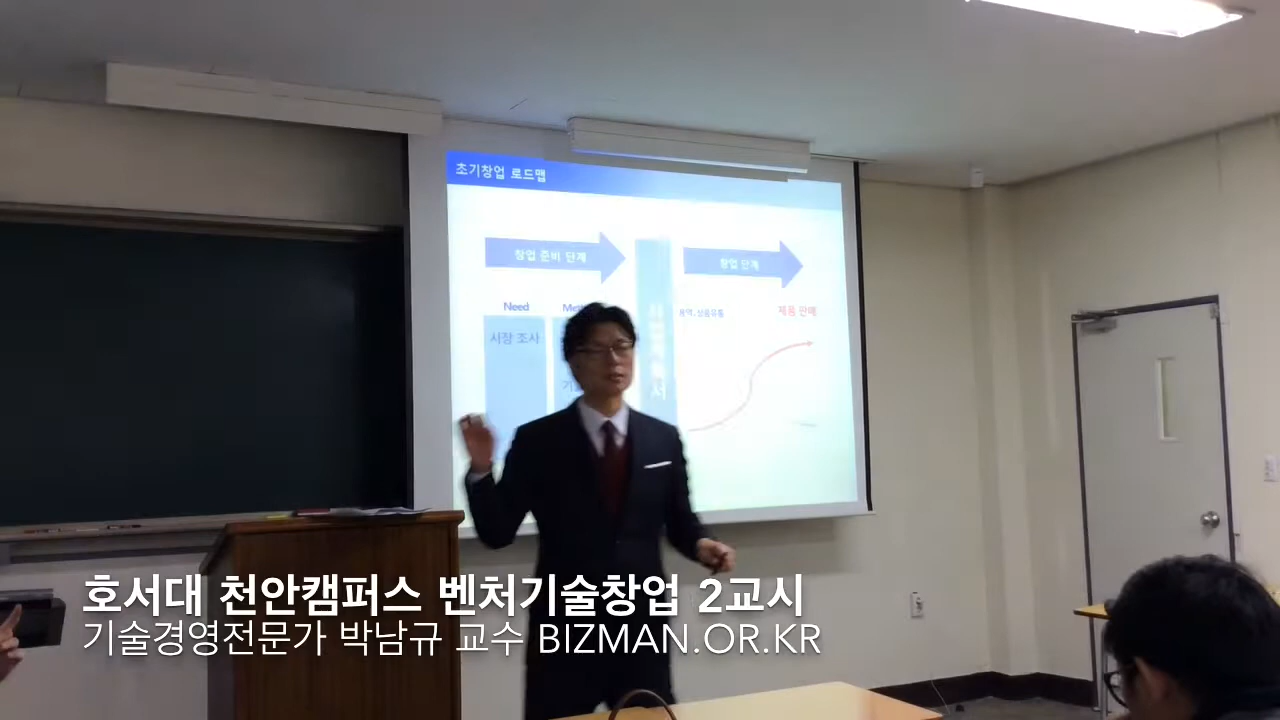 초기창업 로드맵
창업 준비 단계
창업 단계
Need
제품 판매
시장 조사
호서대 천안캠퍼스 벤처기술창업 2교시
기술경영전문가 박남규 교수 BIZMAN.OR.KR